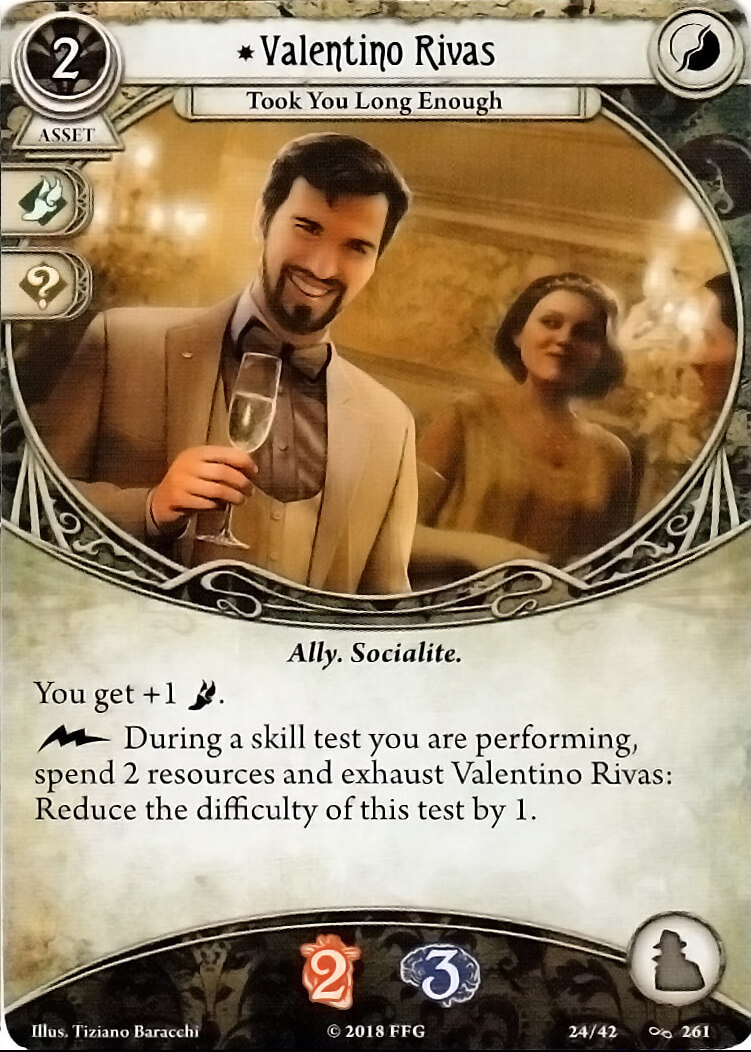 2
Valentino Rivas
Took You Long Enough
ASSET
?
Ally. Socialite.
You get +1 .
During a skill test you are performing,
spend 2 resources and exhaust Valentino Rivas:
Reduce the difficulty of this test by 1.
2 3
Illus. Tiziano Baracchi © 2018 FFG 24/42 261